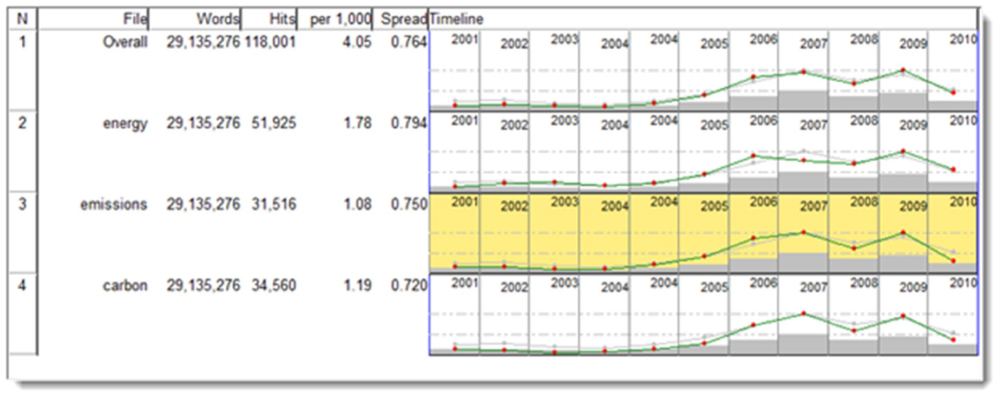 N File Words Hits per 1,000 Spread Timeline
1 Overall 29,135,276 118,001 4.05 0.764 2001 2002 2003 2004 2004 2005 2006 2007 2008 2009 2010
2 energy 29,135,276 51,925 1.78 0.794 2001 2002 2003 2004 2004 2005 2006 2007 2008 2009 2010
3 emissions 29,135,276 31,516 1.08 0.750 2001 2002 2003 2004 2004 2005 2006 2007 2008 2009 2010
4 carbon 29,135,276 34,560 1.19 0.720 2001 2002 2003 2004 2004 2005 2006 2007 2008 2009 2010